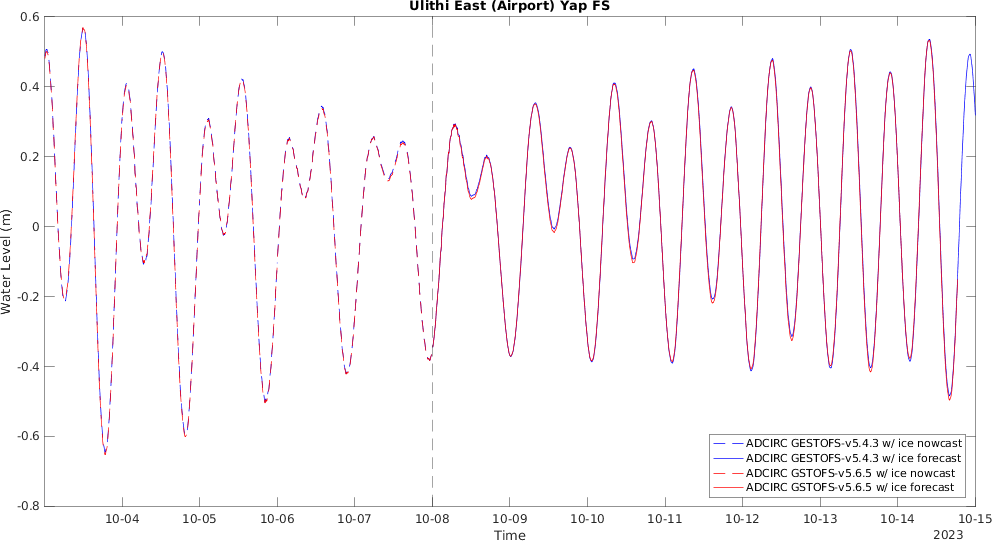 Ulithi East (Airport) Yap FS
0.6
0.4
0.2
0
-0.2
-0.4
-0.6
-0.8
Water Level (m)
10-04 10-05 10-06 10-07 10-08 10-09 10-10 10-11 10-12 10-13 10-14 10-15
Time
2023
ADCIRC GESTOFS-v5.4.3 w/ ice nowcast
ADCIRC GESTOFS-v5.4.3 w/ ice forecast
ADCIRC GSTOFS-v5.6.5 w/ ice nowcast
ADCIRC GSTOFS-v5.6.5 w/ ice forecast